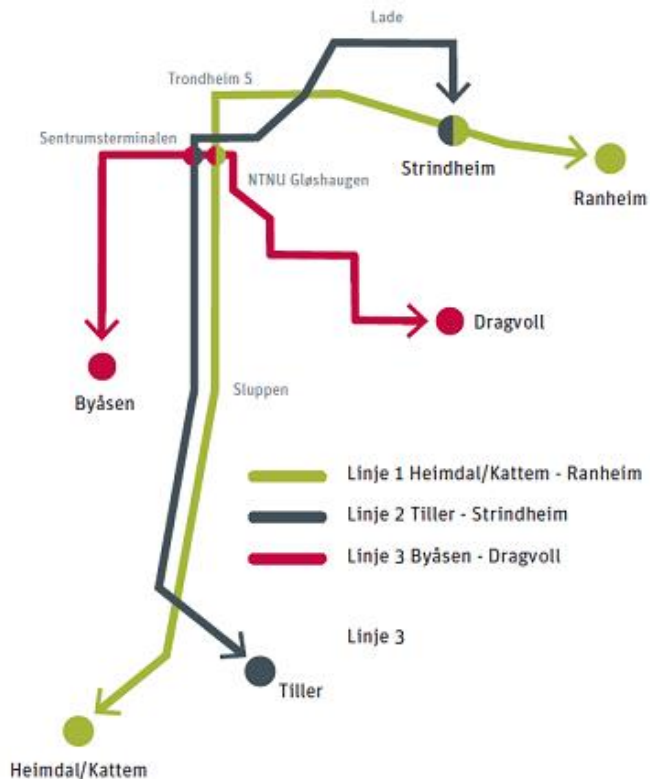 Lade
Trondheim S
Sentrumsterminalen
Strindheim
NTNU Gløshaugen
Ranheim
Dragvoll
Byåsen
Sluppen
Linje 1 Heimdal/Kattem - Ranheim
Linje 2 Tiller - Strindheim
Linje 3 Byåsen - Dragvoll
Linje 3
Tiller
Heimdal/Kattem